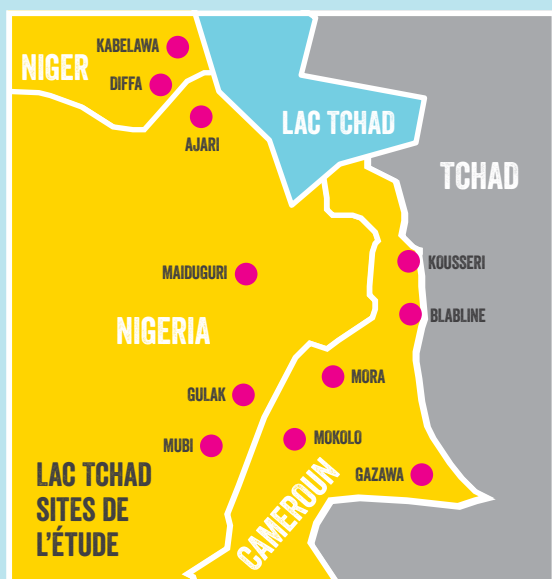 KABELAWA
NIGER
DIFFA
AJARI
LAC TCHAD
TCHAD
KOUSSERI
MAIDUGURI
BLABLINE
NIGERIA
MORA
GULAK
MOKOLO
MUBI
GAZAWA
CAMEROUN
LAC TCHAD
SITES DE
L'ÉTUDE